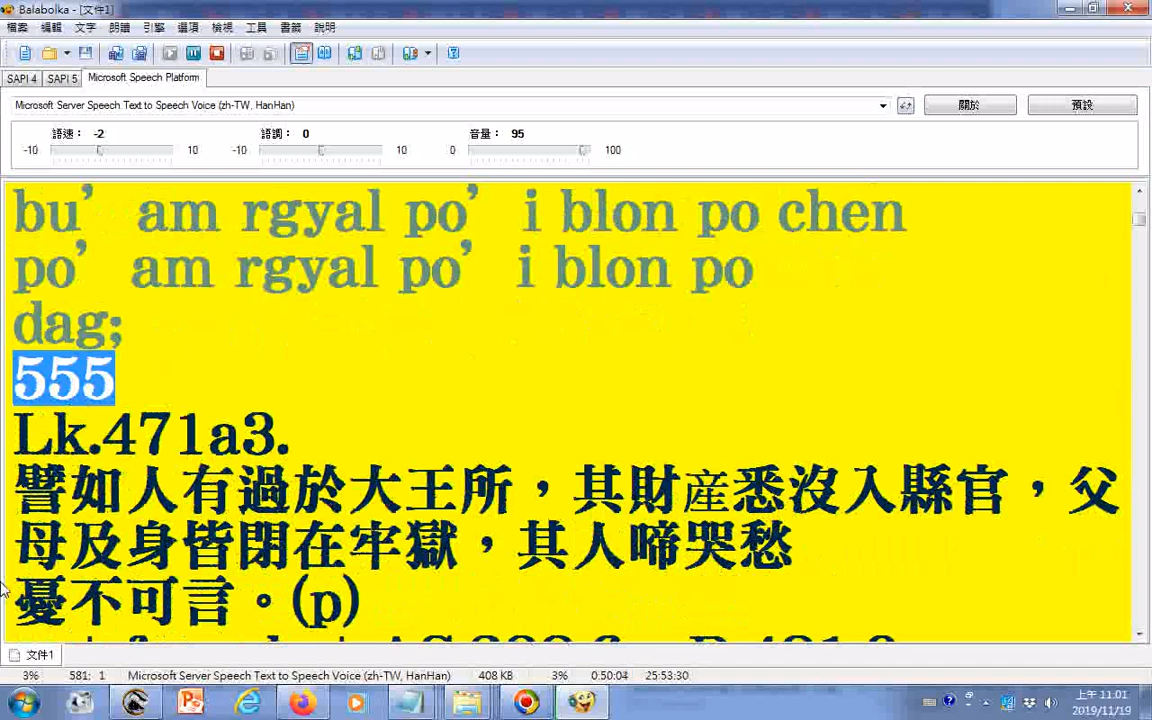 Balabolka - [文件1]
檔案 編輯 文字 朗讀 引擎 選項 檢視 工具 書籤 說明
SAPI 4 SAPI 5 Microsoft Speech Platform
Microsoft Server Speech Text to Speech Voice (zh-TW, HanHan) 關於 預設
語速： -2 語調： 0 音量： 95
-10 10 -10 10 0 100
bu’ am rgyal po’ i blon po chen
po’ am rgyal po’ i blon po
dag;
555
Lk.471a3.
譬如人有過於大王所，其財産悉沒入縣官，父
母及身皆閉在牢獄，其人啼哭愁
憂不可言。(p)
文件1
3% 581: 1 Microsoft Server Speech Text to Speech Voice (zh-TW, HanHan) 408 KB 3% 0:50:04 25:53:30
上午 11:01
2019/11/19